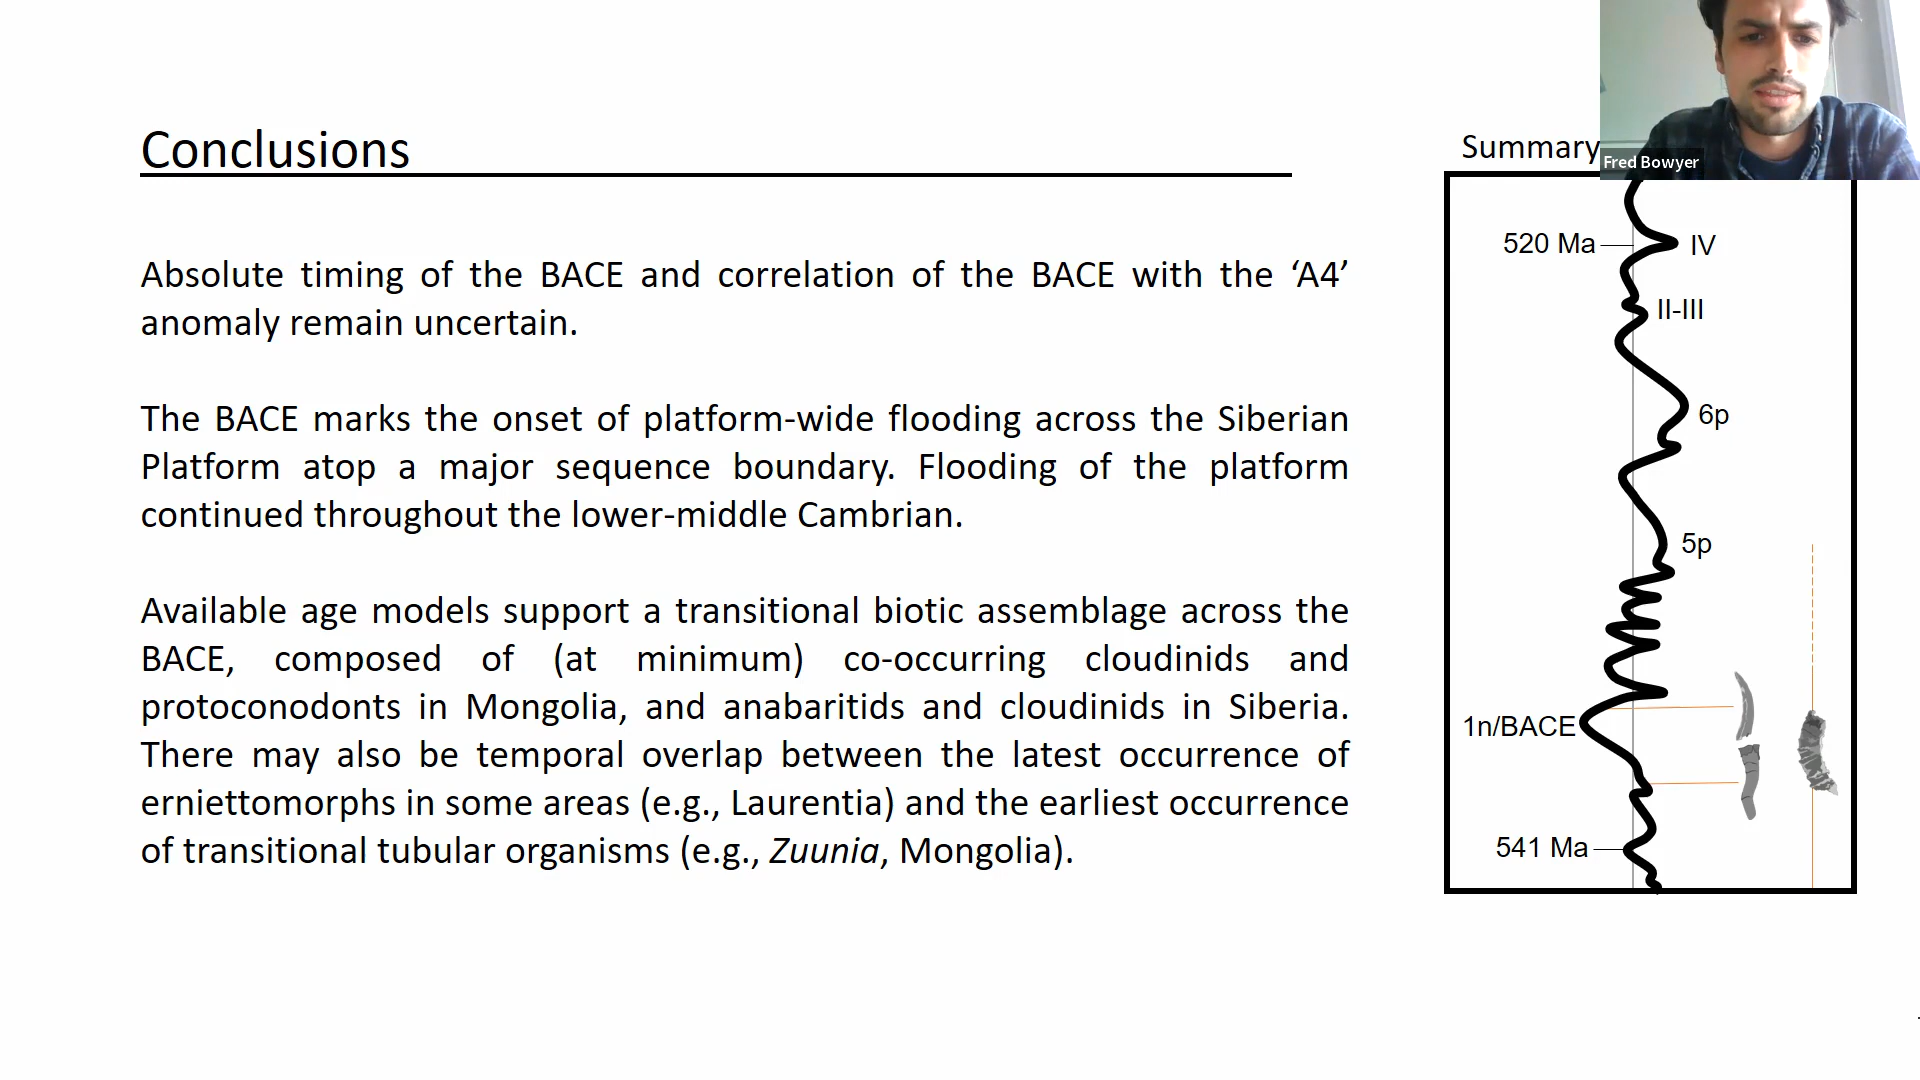 Conclusions
Summary
Fred Bowyer
Absolute timing of the BACE and correlation of the BACE with the ‘A4’
anomaly remain uncertain.
The BACE marks the onset of platform-wide flooding across the Siberian
Platform atop a major sequence boundary. Flooding of the platform
continued throughout the lower-middle Cambrian.
Available age models support a transitional biotic assemblage across the
BACE, composed of (at minimum) co-occurring cloudinids and
protoconodonts in Mongolia, and anabaritids and cloudinids in Siberia.
There may also be temporal overlap between the latest occurrence of
erniettomorphs in some areas (e.g., Laurentia) and the earliest occurrence
of transitional tubular organisms (e.g., Zuunia, Mongolia).
520 Ma
IV
II-III
6p
5p
1n/BACE
541 Ma